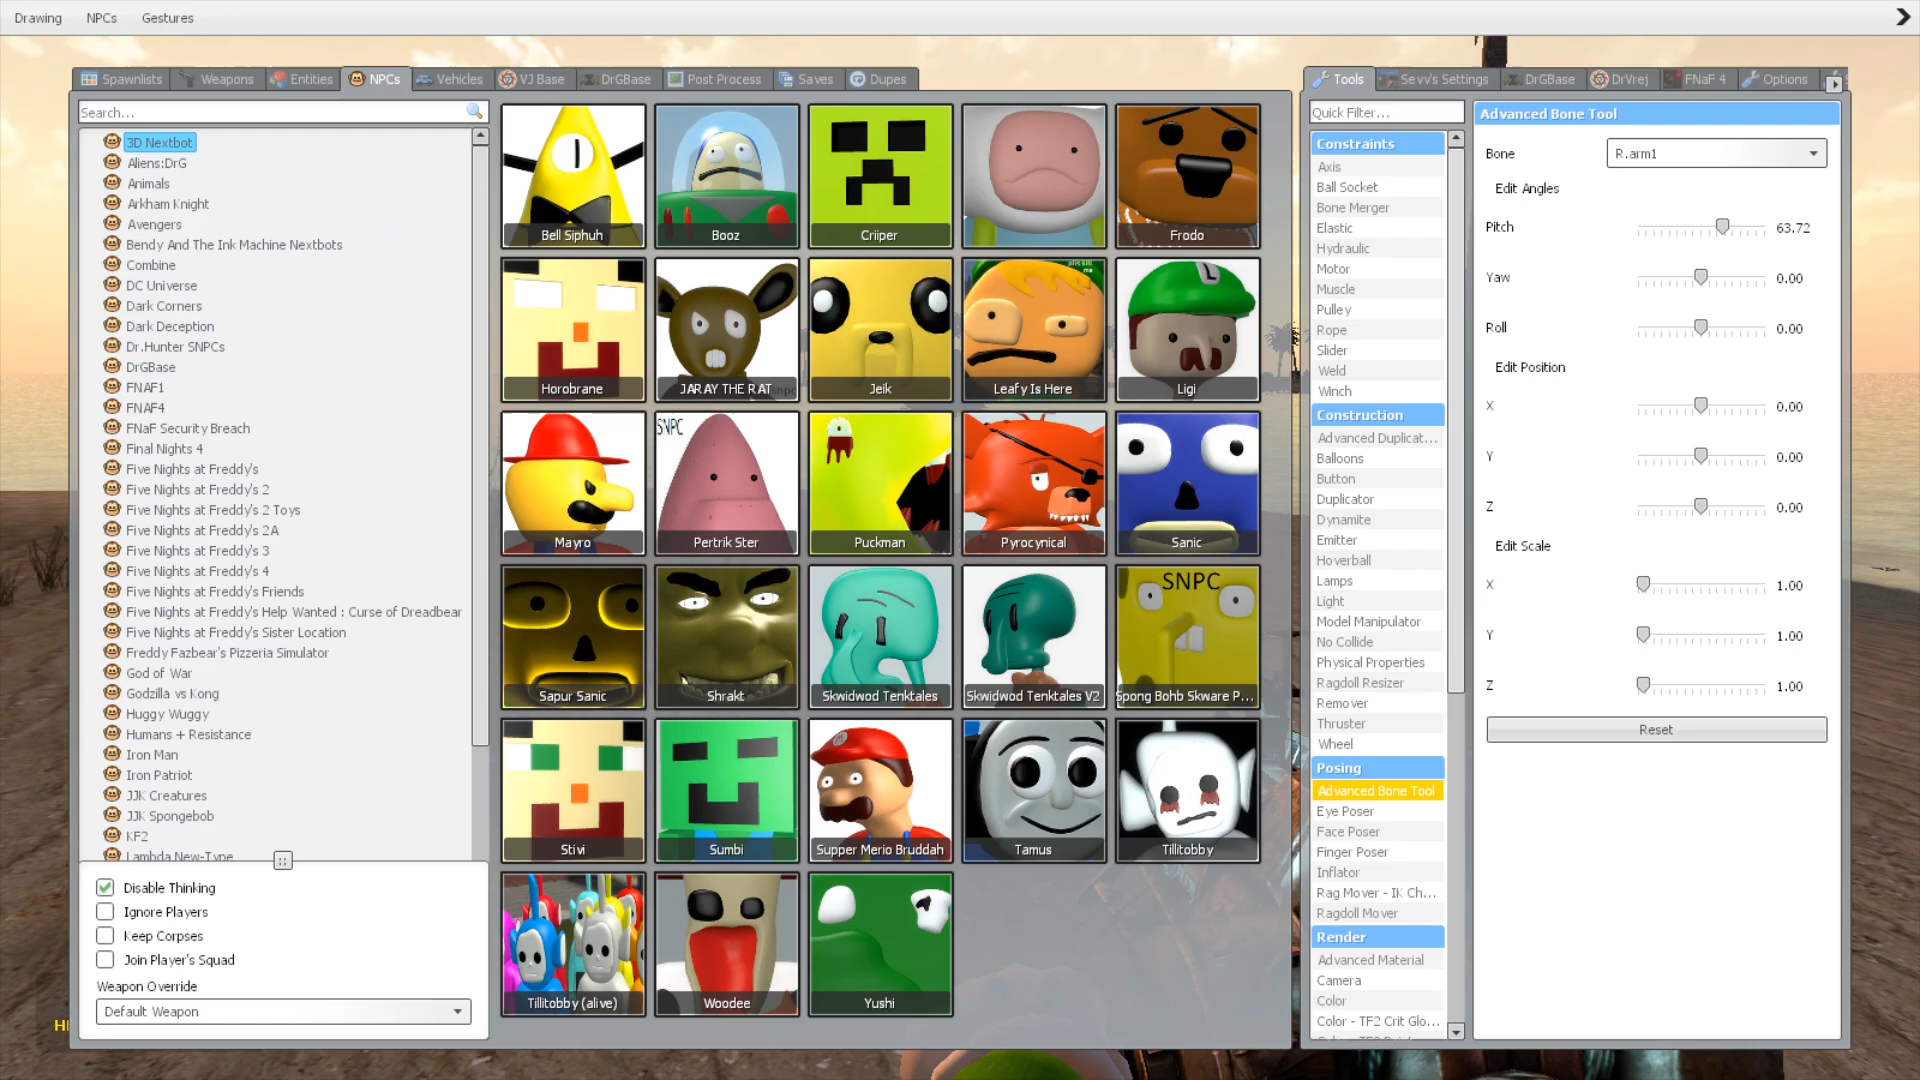 Drawing NPCs Gestures
Spawnlists Weapons Entities NPCs Vehicles VJ Base DrGBase Post Process Saves Dupes
Search...
3D Nextbot
Aliens:DrG
Animals
Arkham Knight
Avengers
Bendy And The Ink Machine Nextbots
Combine
DC Universe
Dark Corners
Dark Deception
Dr.Hunter SNPCs
DrGBase
FNAF1
FNAF4
FNaF Security Breach
Final Nights 4
Five Nights at Freddy's
Five Nights at Freddy's 2
Five Nights at Freddy's 2 Toys
Five Nights at Freddy's 2A
Five Nights at Freddy's 3
Five Nights at Freddy's 4
Five Nights at Freddy's Friends
Five Nights at Freddy's Help Wanted : Curse of Dreadbear
Five Nights at Freddy's Sister Location
Freddy Fazbear's Pizzeria Simulator
God of War
Godzilla vs Kong
Huggy Wuggy
Humans + Resistance
Iron Man
Iron Patriot
JJK Creatures
JJK Spongebob
KF2
Lambda New-Type
Disable Thinking
Ignore Players
Keep Corpses
Join Player's Squad
Weapon Override
Default Weapon
Bell Siphuh
Booz
Criiper
Frodo
Horobrane
JARAY THE RAT
snpc
Jeik
me
Leafy Is Here
L
Ligi
Mayro
SNPC
Pertrik Ster
Puckman
Pyrocynical
Sanic
Sapur Sanic
Shrakt
Skwidwod Tenktales
Skwidwod Tenktales V2
SNPC
Spong Bohb Skware P...
Stivi
Sumbi
M
Supper Merio Bruddah
Tamus
Tillitobby
Tillitobby (alive)
Woodee
Yushi
Tools Sevv's Settings DrGBase DrVrej FNaF 4 Options
Quick Filter...
Constraints
Axis
Ball Socket
Bone Merger
Elastic
Hydraulic
Motor
Muscle
Pulley
Rope
Slider
Weld
Winch
Construction
Advanced Duplicat...
Balloons
Button
Duplicator
Dynamite
Emitter
Hoverball
Lamps
Light
Model Manipulator
No Collide
Physical Properties
Ragdoll Resizer
Remover
Thruster
Wheel
Posing
Advanced Bone Tool
Eye Poser
Face Poser
Finger Poser
Inflator
Rag Mover - IK Ch...
Ragdoll Mover
Render
Advanced Material
Camera
Color
Color - TF2 Crit Glo...
Advanced Bone Tool
Bone R.arm1
Edit Angles
Pitch 63.72
Yaw 0.00
Roll 0.00
Edit Position
X 0.00
Y 0.00
Z 0.00
Edit Scale
X 1.00
Y 1.00
Z 1.00
Reset